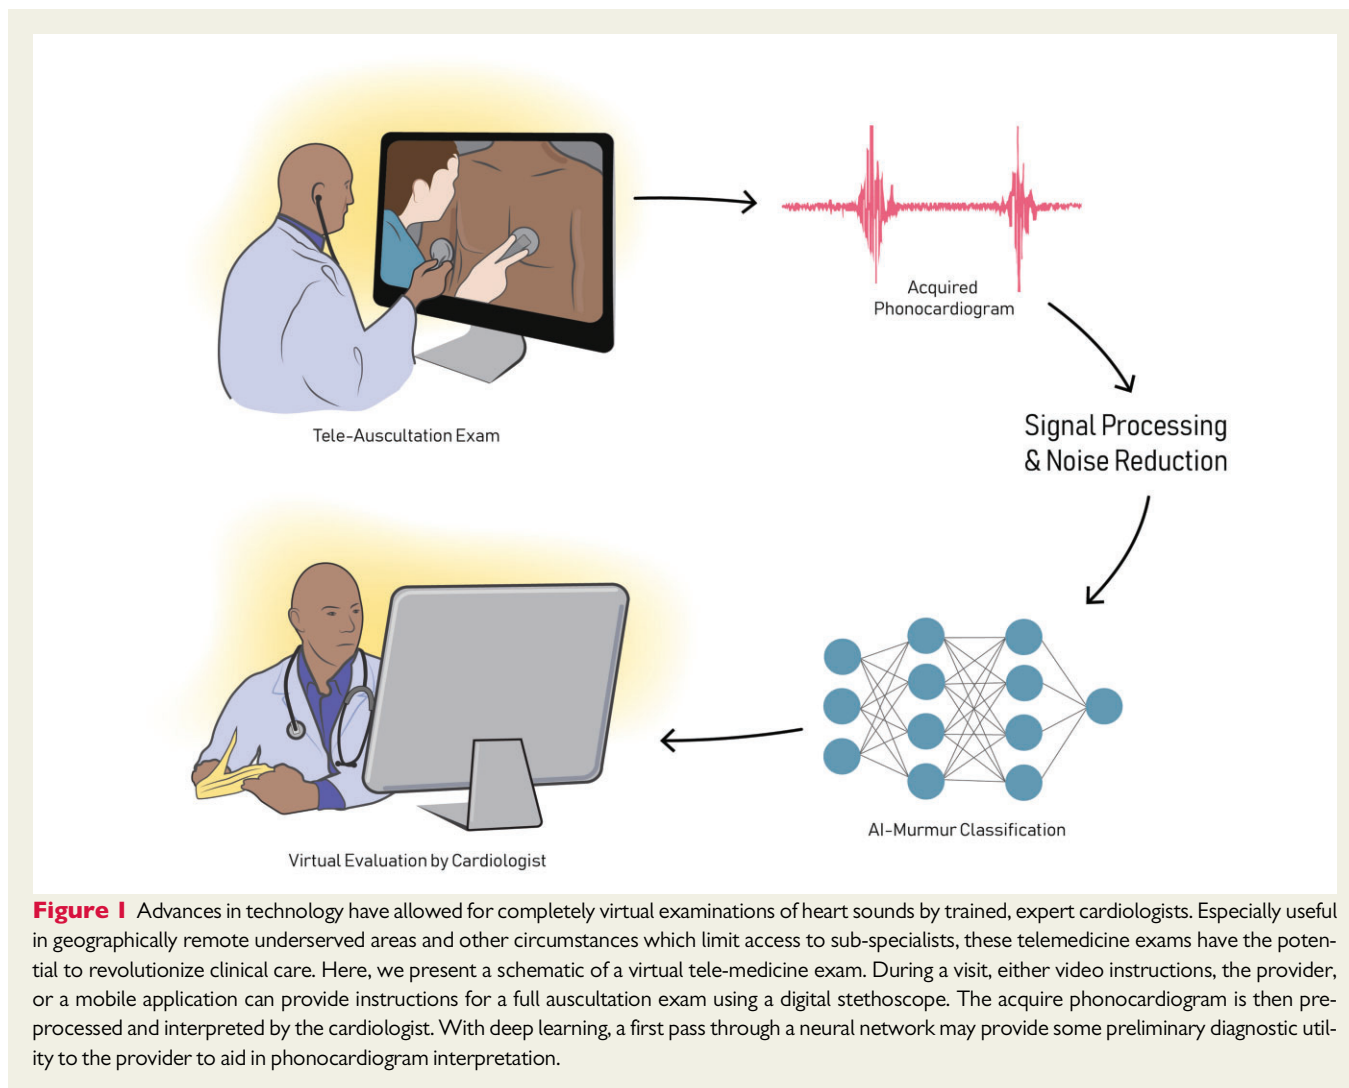 Tele-Auscultation Exam
Acquired
Phonocardiogram
Signal Processing
& Noise Reduction
AI-Murmur Classification
Virtual Evaluation by Cardiologist
Figure 1 Advances in technology have allowed for completely virtual examinations of heart sounds by trained, expert cardiologists. Especially useful
in geographically remote underserved areas and other circumstances which limit access to sub-specialists, these telemedicine exams have the poten-
tial to revolutionize clinical care. Here, we present a schematic of a virtual tele-medicine exam. During a visit, either video instructions, the provider,
or a mobile application can provide instructions for a full auscultation exam using a digital stethoscope. The acquire phonocardiogram is then pre-
processed and interpreted by the cardiologist. With deep learning, a first pass through a neural network may provide some preliminary diagnostic util-
ity to the provider to aid in phonocardiogram interpretation.